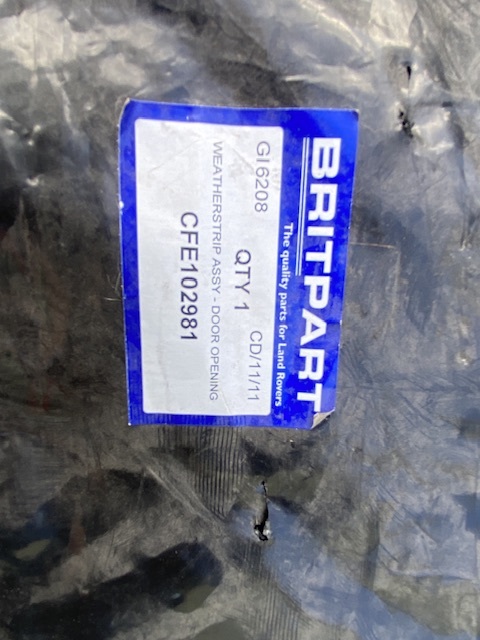 BRITPART
The quality parts for Land Rovers
GI6208
QTY 1
CD/11/11
WEATHERSTRIP ASSY - DOOR OPENING
CFE102981